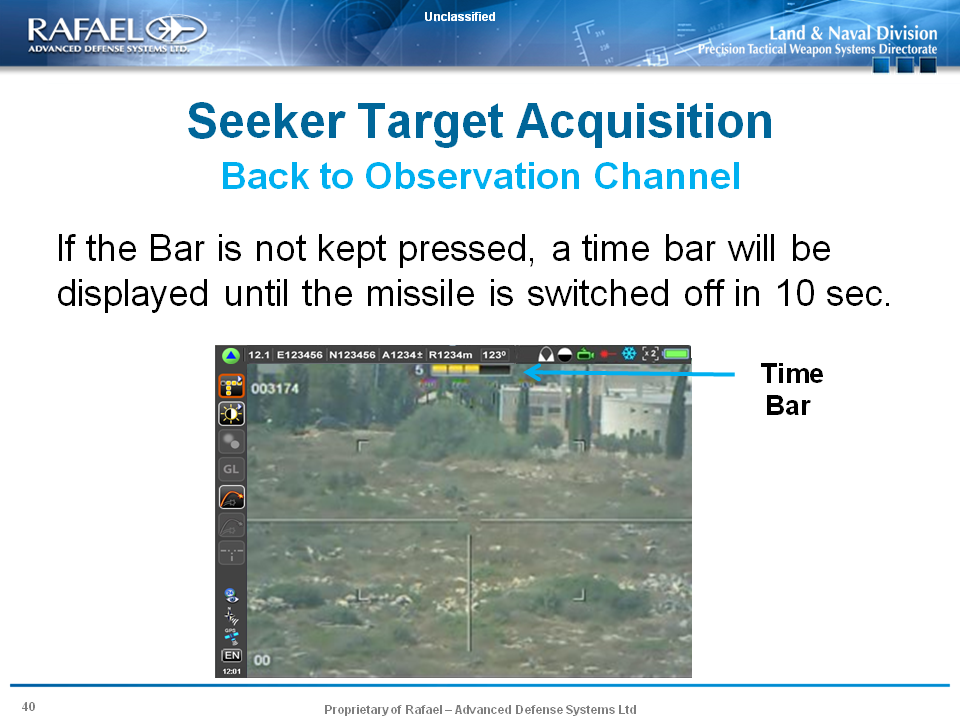 Unclassified
RAFAEL
ADVANCED DEFENSE SYSTEMS LTD.
Land & Naval Division
Precision Tactical Weapon Systems Directorate
Seeker Target Acquisition
Back to Observation Channel
If the Bar is not kept pressed, a time bar will be
displayed until the missile is switched off in 10 sec.
12.1 E123456 N123456 A1234± R1234m 123º x2
5
003174
GL
GPS
EN
12:01
00
Time
Bar
40
Proprietary of Rafael – Advanced Defense Systems Ltd